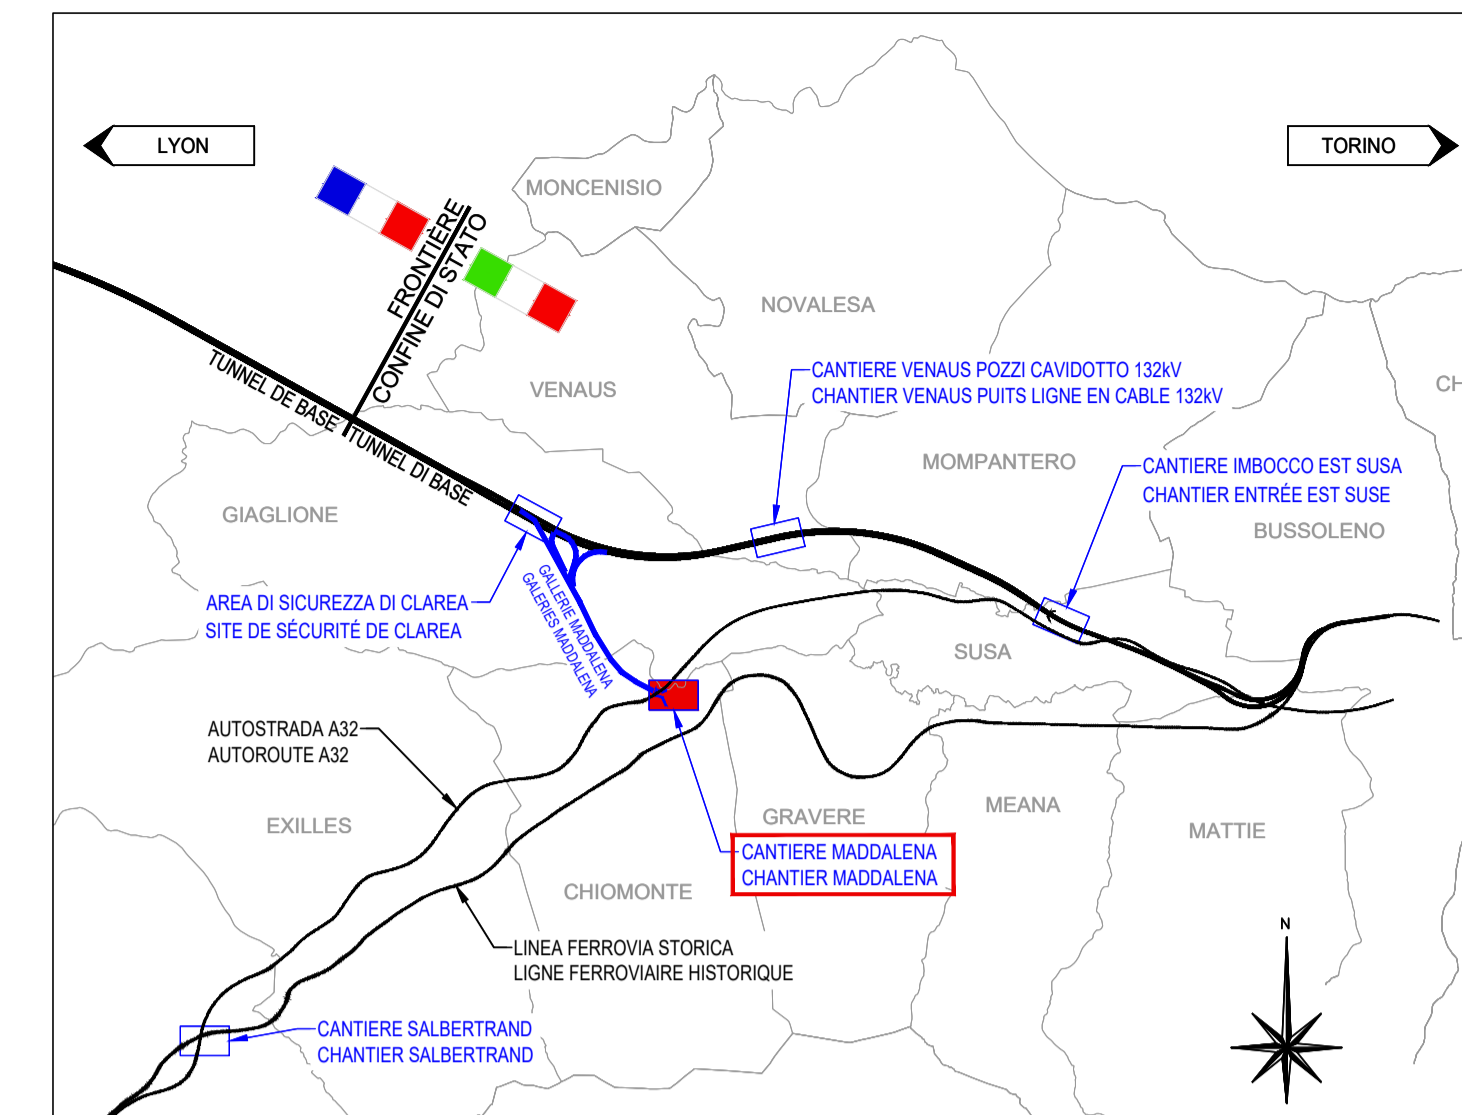 LYON
TORINO
MONCENISIO
FRONTIÈRE
CONFINE DI STATO
NOVALESA
TUNNEL DE BASE
TUNNEL DI BASE
VENAUS
CANTIERE VENAUS POZZI CAVIDOTTO 132kV
CHANTIER VENAUS PUITS LIGNE EN CABLE 132kV
CH
MOMPANTERO
CANTIERE IMBOCCO EST SUSA
CHANTIER ENTRÉE EST SUSE
GIAGLIONE
BUSSOLENO
AREA DI SICUREZZA DI CLAREA
SITE DE SÉCURITÉ DE CLAREA
GALLERIE MADDALENA
GALERIES MADDALENA
SUSA
AUTOSTRADA A32
AUTOROUTE A32
EXILLES
GRAVERE
MEANA
MATTIE
CANTIERE MADDALENA
CHANTIER MADDALENA
CHIOMONTE
LINEA FERROVIA STORICA
LIGNE FERROVIAIRE HISTORIQUE
N
CANTIERE SALBERTRAND
CHANTIER SALBERTRAND